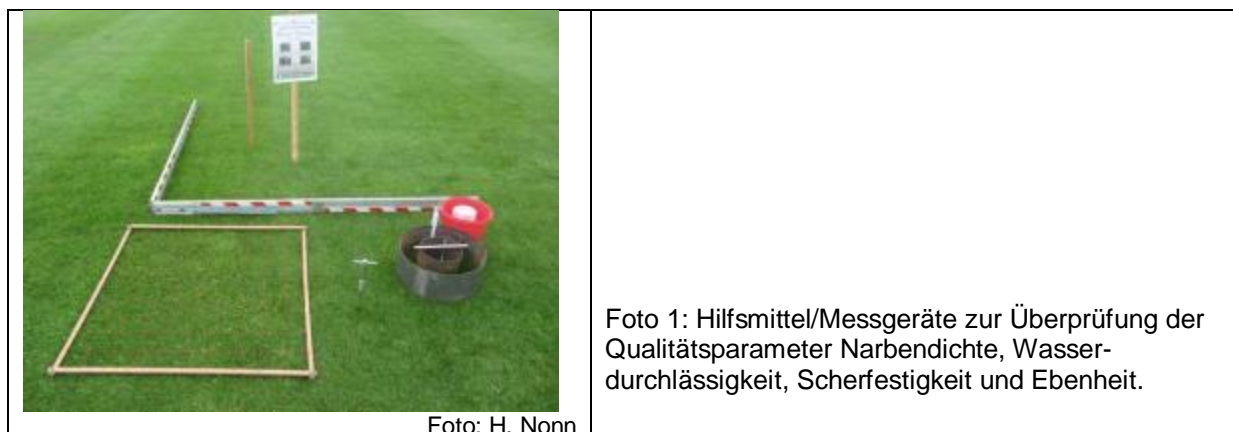 Foto: H. Nonn
Foto 1: Hilfsmittel/Messgeräte zur Überprüfung der
Qualitätsparameter Narbendichte, Wasser-
durchlässigkeit, Scherfestigkeit und Ebenheit.